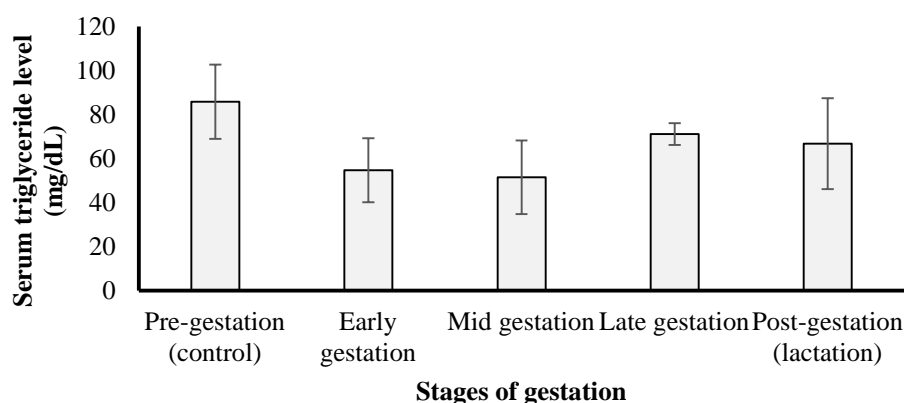 120
100
80
60
40
20
0
Serum triglyceride level
(mg/dL)
Pre-gestation
(control)
Early
gestation
Mid gestation
Late gestation
Post-gestation
(lactation)
Stages of gestation